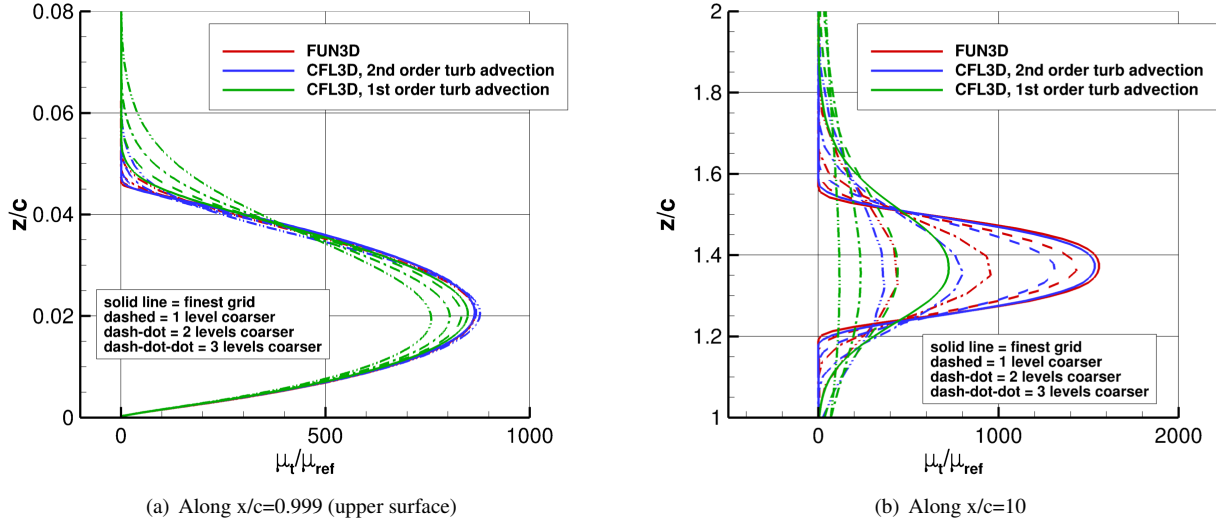 0.08
0.06
0.04
0.02
0
z/c
FUN3D
CFL3D, 2nd order turb advection
CFL3D, 1st order turb advection
solid line = finest grid
dashed = 1 level coarser
dash-dot = 2 levels coarser
dash-dot-dot = 3 levels coarser
0
500
1000
μt/μref
(a) Along x/c=0.999 (upper surface)
2
1.8
1.6
1.4
1.2
1
z/c
FUN3D
CFL3D, 2nd order turb advection
CFL3D, 1st order turb advection
solid line = finest grid
dashed = 1 level coarser
dash-dot = 2 levels coarser
dash-dot-dot = 3 levels coarser
0
1000
2000
μt/μref
(b) Along x/c=10